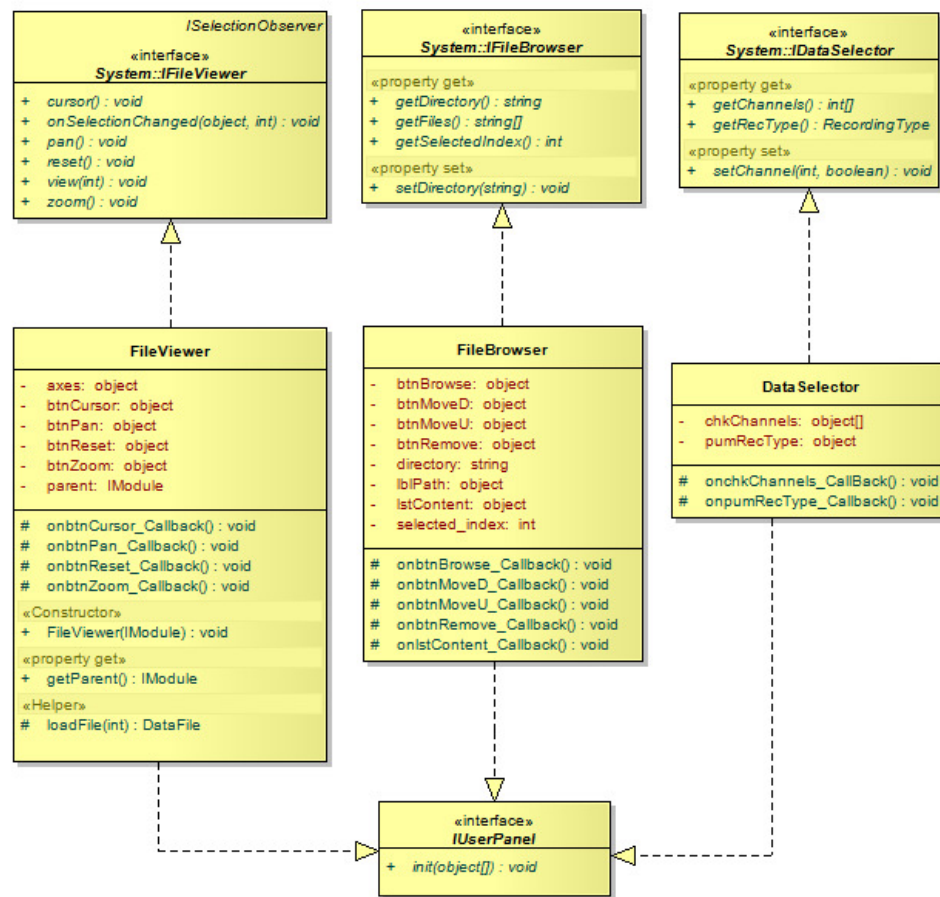 ISelectionObserver
«interface»
System::IFileViewer
+ cursor() : void
+ onSelectionChanged(object, int) : void
+ pan() : void
+ reset() : void
+ view(int) : void
+ zoom() : void
«interface»
System::IFileBrowser
«property get»
+ getDirectory() : string
+ getFiles() : string[]
+ getSelectedIndex() : int
«property set»
+ setDirectory(string) : void
«interface»
System::IDataSelector
«property get»
+ getChannels() : int[]
+ getRecType() : RecordingType
«property set»
+ setChannel(int, boolean) : void
FileViewer
- axes: object
- btnCursor: object
- btnPan: object
- btnReset: object
- btnZoom: object
- parent: IModule
# onbtnCursor_Callback() : void
# onbtnPan_Callback() : void
# onbtnReset_Callback() : void
# onbtnZoom_Callback() : void
«Constructor»
+ FileViewer(IModule) : void
«property get»
+ getParent() : IModule
«Helper»
# loadFile(int) : DataFile
FileBrowser
- btnBrowse: object
- btnMoveD: object
- btnMoveU: object
- btnRemove: object
- directory: string
- lblPath: object
- lstContent: object
- selected_index: int
# onbtnBrowse_Callback() : void
# onbtnMoveD_Callback() : void
# onbtnMoveU_Callback() : void
# onbtnRemove_Callback() : void
# onlstContent_Callback() : void
DataSelector
- chkChannels: object[]
- pumRecType: object
# onchkChannels_CallBack() : void
# onpumRecType_Callback() : void
«interface»
IUserPanel
+ init(object[]) : void